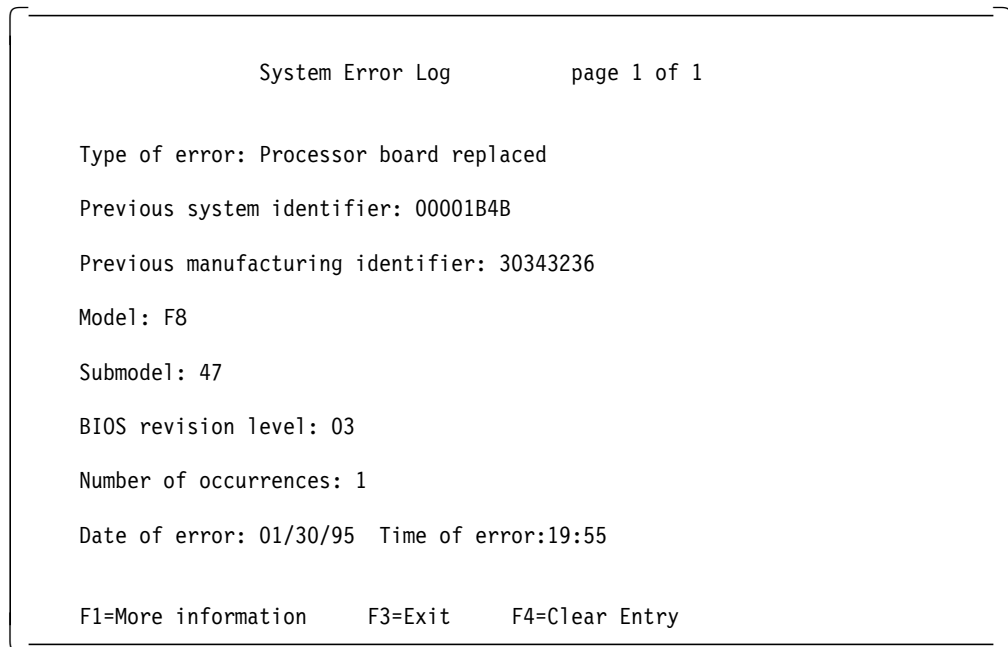 System Error Log page 1 of 1
Type of error: Processor board replaced
Previous system identifier: 00001B4B
Previous manufacturing identifier: 30343236
Model: F8
Submodel: 47
BIOS revision level: 03
Number of occurrences: 1
Date of error: 01/30/95 Time of error:19:55
F1=More information F3=Exit F4=Clear Entry